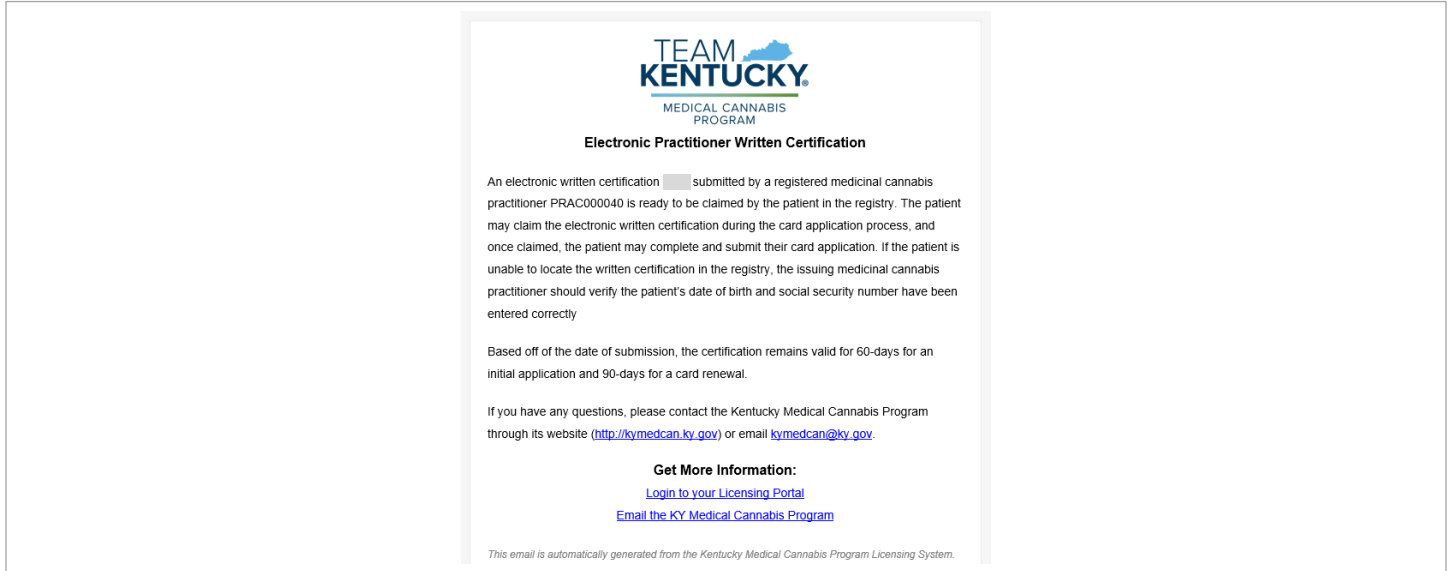 TEAM
KENTUCKY®
MEDICAL CANNABIS
PROGRAM
Electronic Practitioner Written Certification
An electronic written certification submitted by a registered medicinal cannabis
practitioner PRAC000040 is ready to be claimed by the patient in the registry. The patient
may claim the electronic written certification during the card application process, and
once claimed, the patient may complete and submit their card application. If the patient is
unable to locate the written certification in the registry, the issuing medicinal cannabis
practitioner should verify the patient's date of birth and social security number have been
entered correctly
Based off of the date of submission, the certification remains valid for 60-days for an
initial application and 90-days for a card renewal.
If you have any questions, please contact the Kentucky Medical Cannabis Program
through its website (http://kymedcan.ky.gov) or email kymedcan@ky.gov.
Get More Information:
Login to your Licensing Portal
Email the KY Medical Cannabis Program
This email is automatically generated from the Kentucky Medical Cannabis Program Licensing System.